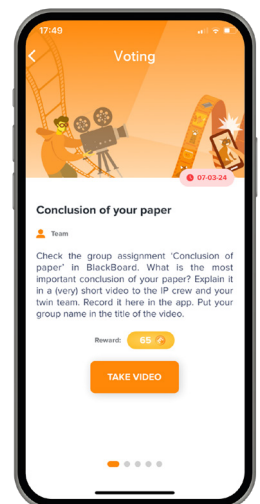 17:49
Voting
07-03-24
Conclusion of your paper
Team
Check the group assignment ‘Conclusion of
paper’ in BlackBoard. What is the most
important conclusion of your paper? Explain it
in a (very) short video to the IP crew and your
twin team. Record it here in the app. Put your
group name in the title of the video.
Reward: 65
TAKE VIDEO